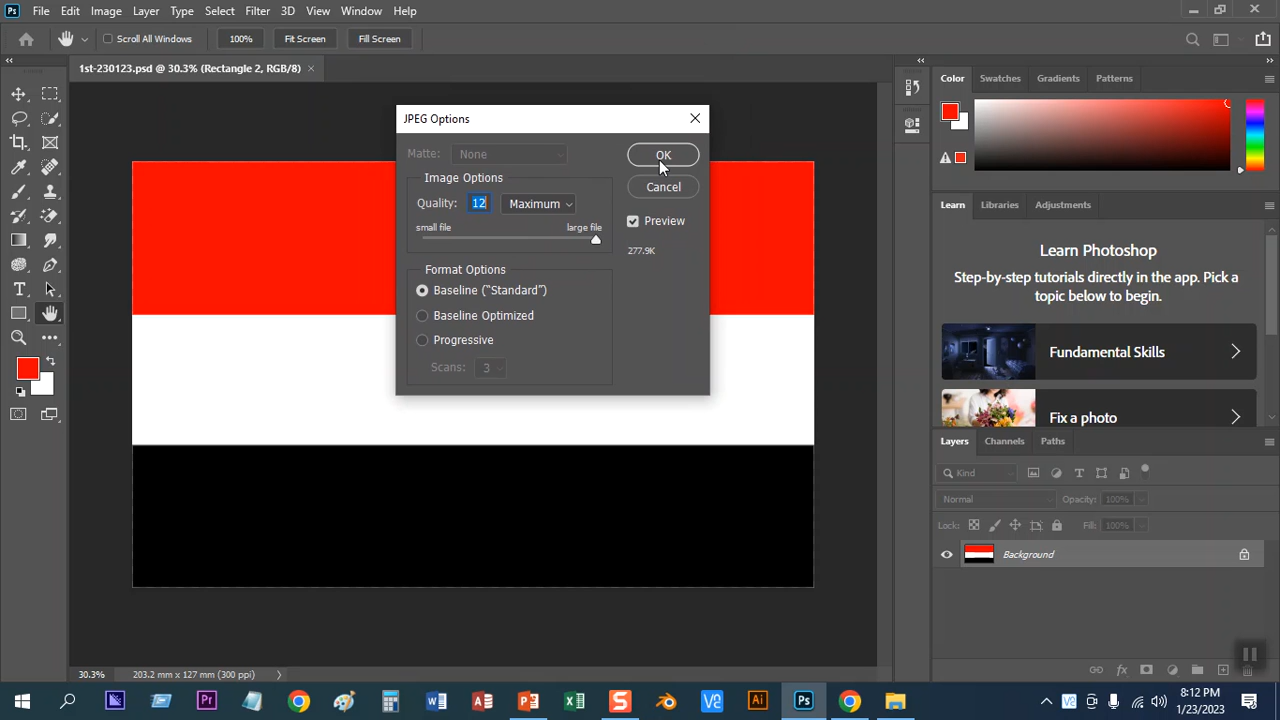 Ps File Edit Image Layer Type Select Filter 3D View Window Help
Scroll All Windows 100% Fit Screen Fill Screen
1st-230123.psd @ 30.3% (Rectangle 2, RGB/8)
JPEG Options
Matte: None
OK
Image Options
Cancel
Quality: 12 Maximum
Preview
small file large file
277.9K
Format Options
Baseline ("Standard")
Baseline Optimized
Progressive
Scans: 3
Color Swatches Gradients Patterns
Learn Libraries Adjustments
Learn Photoshop
Step-by-step tutorials directly in the app. Pick a
topic below to begin.
Fundamental Skills
Fix a photo
Layers Channels Paths
Kind
Normal Opacity: 100%
Lock: Fill: 100%
Background
30.3% 203.2 mm x 127 mm (300 ppi)
Pr Ai Ps
8:12 PM
1/23/2023